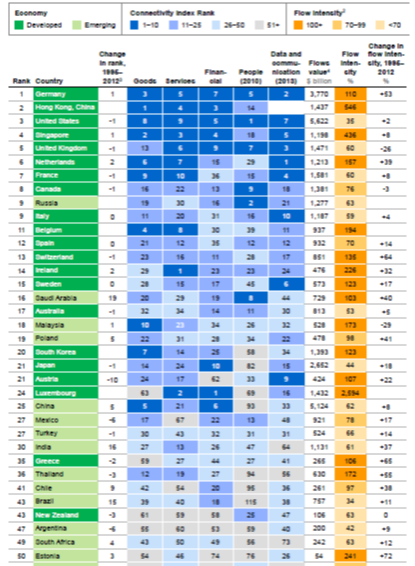 Economy
Developed Emerging
Connectivity Index Rank
1–10 11–25 26–50 51+
Flow intensity²
100+ 70–99 <70
Rank Country Change in rank, 1995–2012¹ Goods Services Financial People (2010) Data and communication (2013) Flows value³ $ billion Flow intensity % Change in flow intensity, 1995–2012 %
1 Germany 1 3 5 7 5 2 3,770 110 +53
2 Hong Kong, China 1 4 3 14 1,437 546
3 United States -1 8 9 5 1 7 5,622 35 +2
4 Singapore 1 2 3 4 18 5 1,198 436 +8
5 United Kingdom -1 13 6 9 7 3 1,471 60 -26
6 Netherlands 2 6 7 15 29 1 1,213 157 +39
7 France -1 9 10 36 15 4 1,581 60 +8
8 Canada -1 16 22 13 9 18 1,381 76 -3
9 Russia 19 30 16 2 21 1,277 63
9 Italy 0 11 20 31 16 10 1,187 59 +4
11 Belgium 4 8 30 39 11 937 194
12 Spain 0 21 12 35 12 12 932 70 +14
13 Switzerland -1 23 16 11 28 17 851 135 +64
14 Ireland 2 29 1 23 23 24 476 226 +32
15 Sweden 0 28 15 17 45 6 573 123 +17
16 Saudi Arabia 19 20 29 19 8 44 729 103 +40
17 Australia -1 32 34 14 11 30 813 53 +5
18 Malaysia 1 10 23 34 26 32 528 173 -29
19 Poland 5 22 31 28 34 22 478 98 +41
20 South Korea 7 14 25 58 34 1,393 123
21 Japan -1 14 24 10 82 15 2,652 44 +18
21 Austria -10 24 17 62 33 9 424 107 +22
24 Luxembourg 63 2 1 69 16 1,432 2,594
25 China 5 5 21 6 93 33 5,124 62 +8
27 Mexico -6 17 67 22 13 48 921 78 +17
27 Turkey -1 30 43 32 31 31 524 66 +14
30 India 16 27 13 26 47 64 1,131 61 +37
35 Greece -2 59 27 44 27 41 265 106 +65
36 Thailand -3 12 19 27 94 56 630 172 +55
41 Chile 9 42 54 20 95 36 261 97 +38
43 Brazil 15 39 40 18 115 38 757 34 +11
43 New Zealand -3 61 59 58 25 47 106 63 0
47 Argentina -6 55 60 53 59 40 200 42 +9
49 South Africa 4 43 50 49 56 73 242 63 +12
50 Estonia 3 54 46 74 76 26 54 241 +72